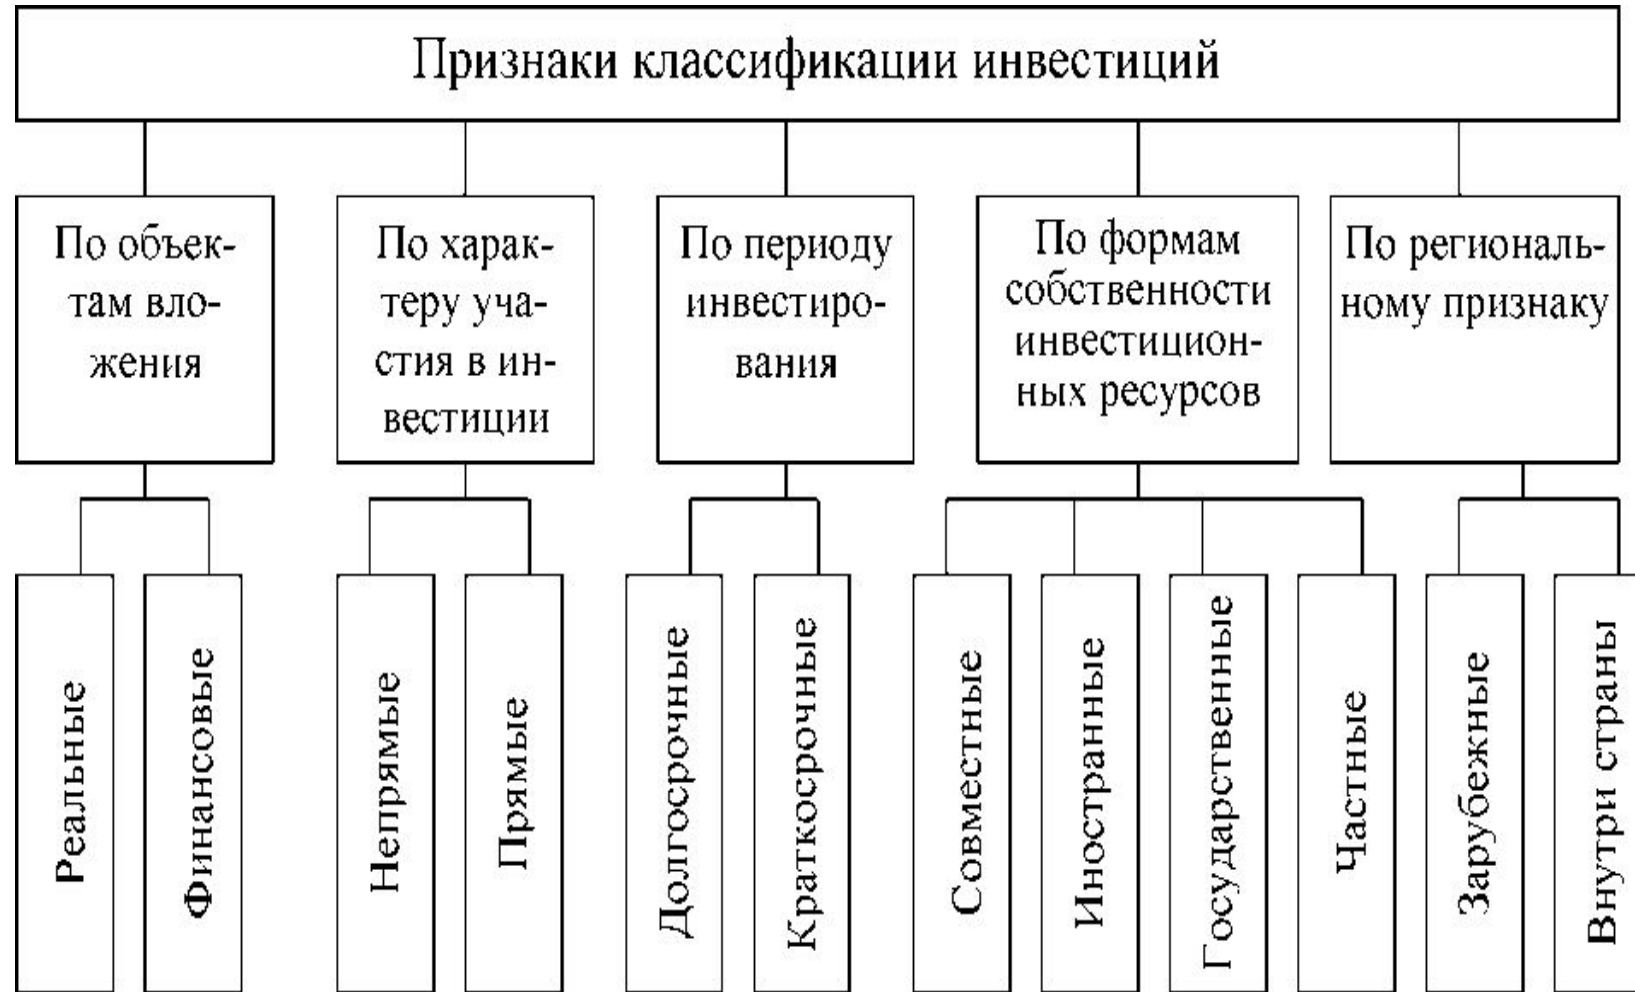 Признаки классификации инвестиций
По объек-
там вло-
жения
По харак-
теру уча-
стия в ин-
вестиции
По периоду
инвестиро-
вания
По формам
собственности
инвестицион-
ных ресурсов
По региональ-
ному признаку
Реальные
Финансовые
Непрямые
Прямые
Долгосрочные
Краткосрочные
Совместные
Иностранные
Государственные
Частные
Зарубежные
Внутри страны